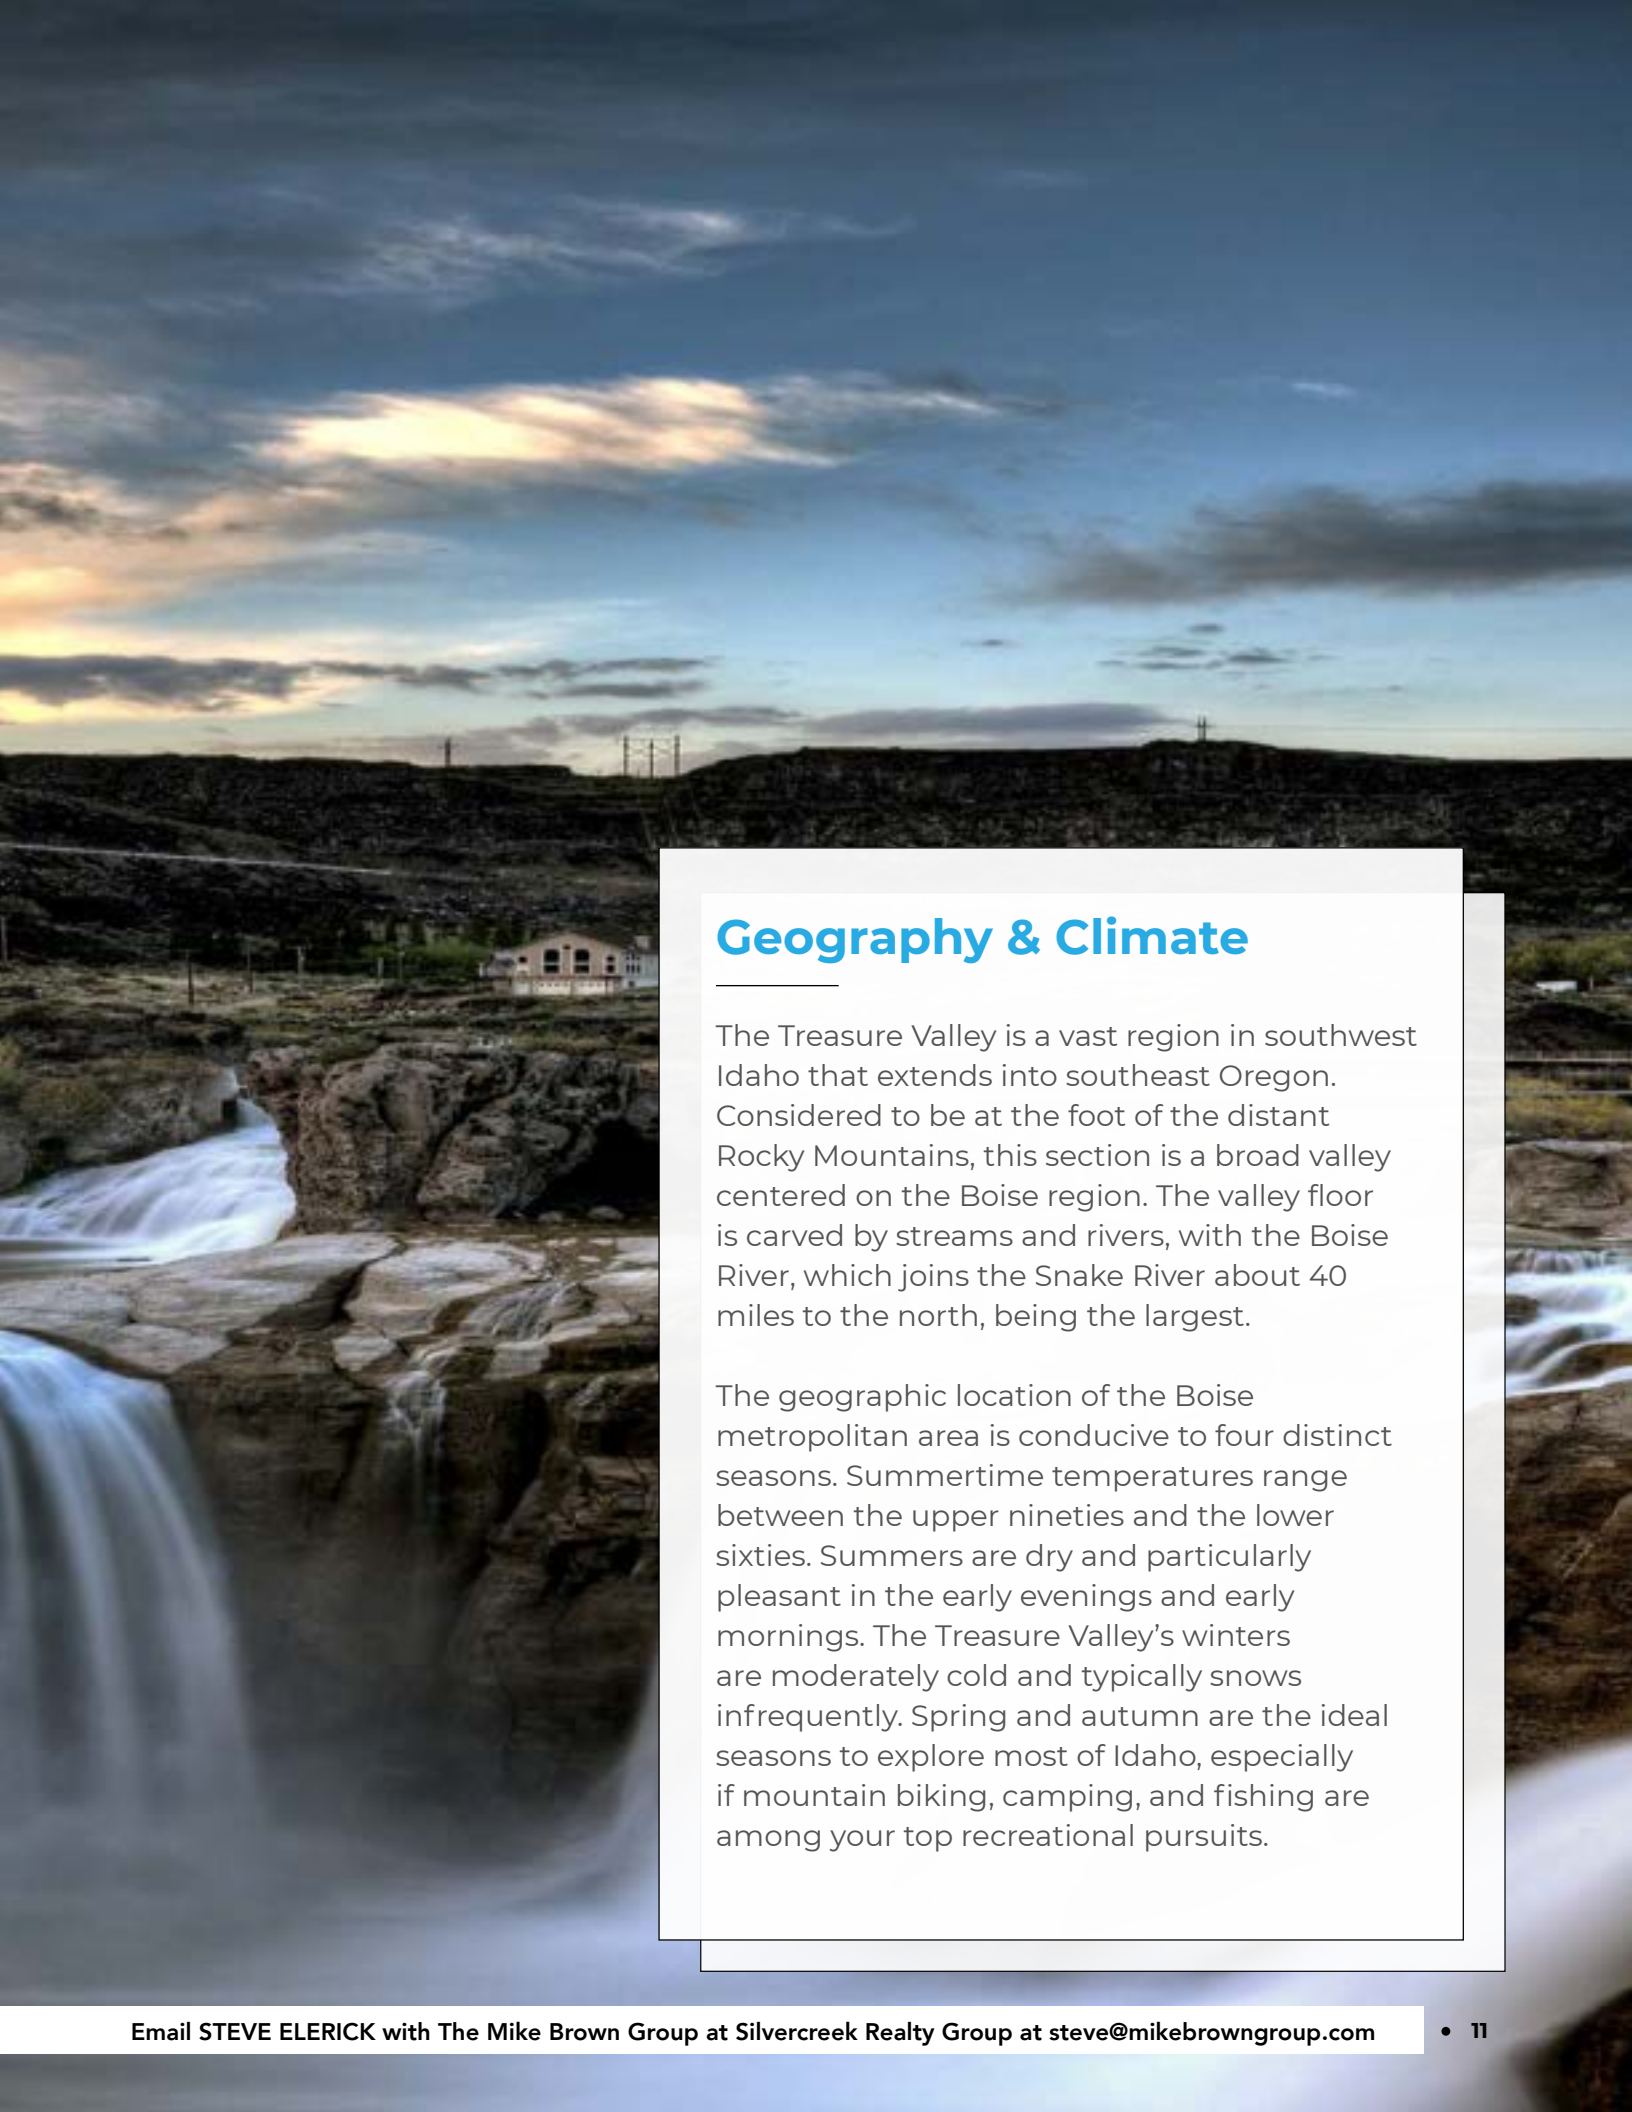 Geography & Climate
The Treasure Valley is a vast region in southwest
Idaho that extends into southeast Oregon.
Considered to be at the foot of the distant
Rocky Mountains, this section is a broad valley
centered on the Boise region. The valley floor
is carved by streams and rivers, with the Boise
River, which joins the Snake River about 40
miles to the north, being the largest.
The geographic location of the Boise
metropolitan area is conducive to four distinct
seasons. Summertime temperatures range
between the upper nineties and the lower
sixties. Summers are dry and particularly
pleasant in the early evenings and early
mornings. The Treasure Valley’s winters
are moderately cold and typically snows
infrequently. Spring and autumn are the ideal
seasons to explore most of Idaho, especially
if mountain biking, camping, and fishing are
among your top recreational pursuits.
Email STEVE ELERICK with The Mike Brown Group at Silvercreek Realty Group at steve@mikebrowngroup.com • 11